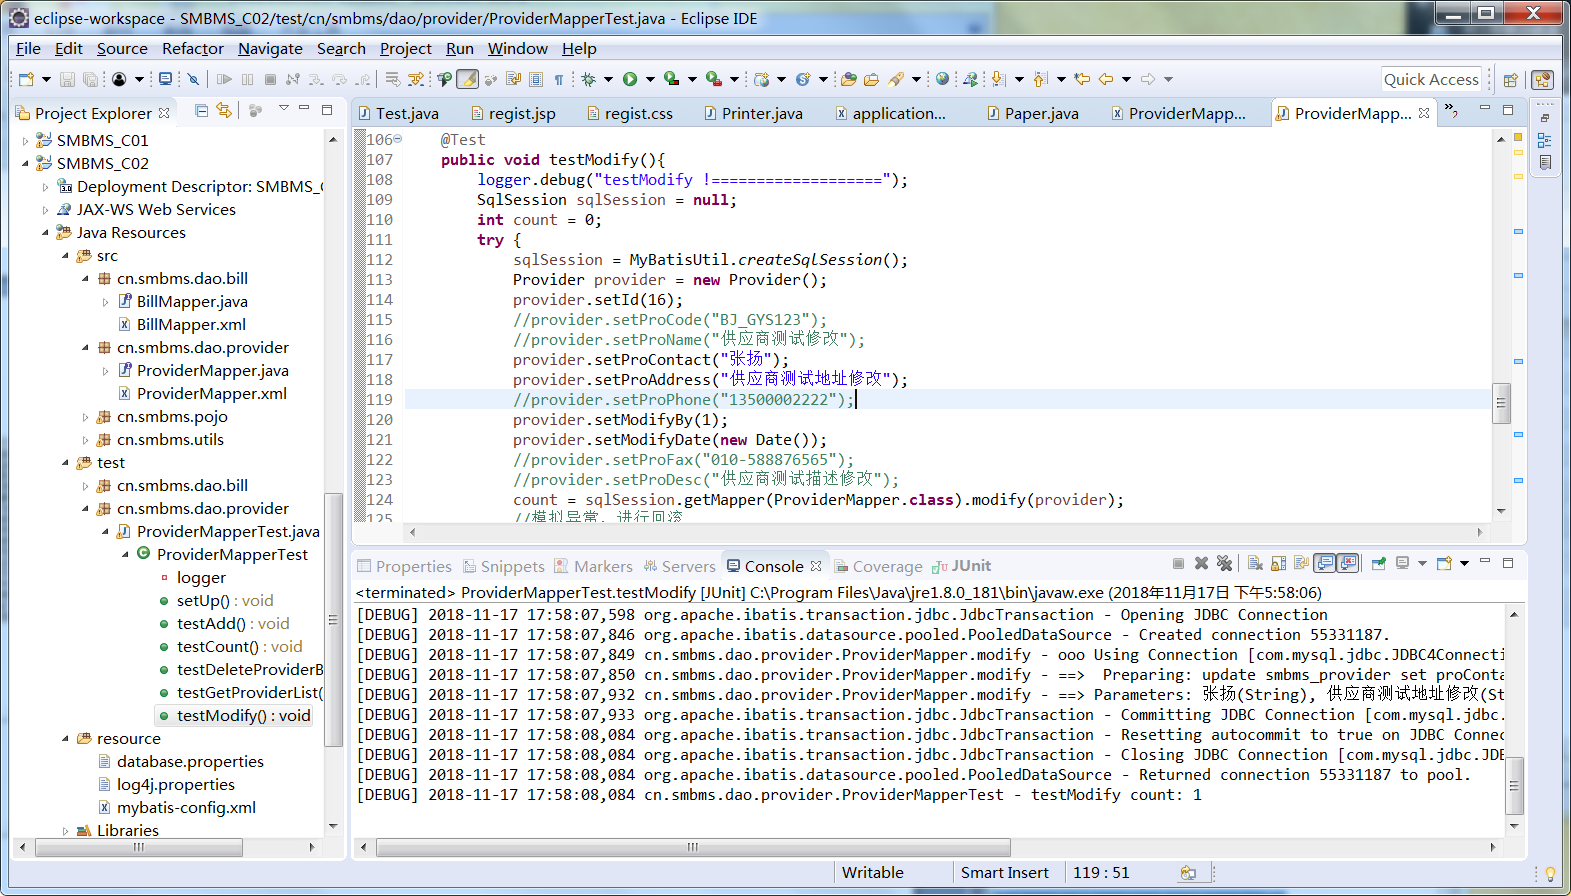 eclipse-workspace - SMBMS_C02/test/cn/smbms/dao/provider/ProviderMapperTest.java - Eclipse IDE
File Edit Source Refactor Navigate Search Project Run Window Help
Quick Access
Project Explorer
SMBMS_C01
SMBMS_C02
Deployment Descriptor: SMBMS_C
JAX-WS Web Services
Java Resources
src
cn.smbms.dao.bill
BillMapper.java
BillMapper.xml
cn.smbms.dao.provider
ProviderMapper.java
ProviderMapper.xml
cn.smbms.pojo
cn.smbms.utils
test
cn.smbms.dao.bill
cn.smbms.dao.provider
ProviderMapperTest.java
ProviderMapperTest
logger
setUp() : void
testAdd() : void
testCount() : void
testDeleteProviderB
testGetProviderList(
testModify() : void
resource
database.properties
log4j.properties
mybatis-config.xml
Libraries
Test.java regist.jsp regist.css Printer.java application... Paper.java ProviderMapp... ProviderMapp...
106 @Test
107 public void testModify(){
108 logger.debug("testModify !===================");
109 SqlSession sqlSession = null;
110 int count = 0;
111 try {
112 sqlSession = MyBatisUtil.createSqlSession();
113 Provider provider = new Provider();
114 provider.setId(16);
115 //provider.setProCode("BJ_GYS123");
116 //provider.setProName("供应商测试修改");
117 provider.setProContact("张扬");
118 provider.setProAddress("供应商测试地址修改");
119 //provider.setProPhone("13500002222");
120 provider.setModifyBy(1);
121 provider.setModifyDate(new Date());
122 //provider.setProFax("010-588876565");
123 //provider.setProDesc("供应商测试描述修改");
124 count = sqlSession.getMapper(ProviderMapper.class).modify(provider);
125 //模拟异常，进行回滚
Properties Snippets Markers Servers Console Coverage JUnit
<terminated> ProviderMapperTest.testModify [JUnit] C:\Program Files\Java\jre1.8.0_181\bin\javaw.exe (2018年11月17日 下午5:58:06)
[DEBUG] 2018-11-17 17:58:07,598 org.apache.ibatis.transaction.jdbc.JdbcTransaction - Opening JDBC Connection
[DEBUG] 2018-11-17 17:58:07,846 org.apache.ibatis.datasource.pooled.PooledDataSource - Created connection 55331187.
[DEBUG] 2018-11-17 17:58:07,849 cn.smbms.dao.provider.ProviderMapper.modify - ooo Using Connection [com.mysql.jdbc.JDBC4Connecti
[DEBUG] 2018-11-17 17:58:07,850 cn.smbms.dao.provider.ProviderMapper.modify - ==>  Preparing: update smbms_provider set proConta
[DEBUG] 2018-11-17 17:58:07,932 cn.smbms.dao.provider.ProviderMapper.modify - ==> Parameters: 张扬(String), 供应商测试地址修改(St
[DEBUG] 2018-11-17 17:58:07,933 org.apache.ibatis.transaction.jdbc.JdbcTransaction - Committing JDBC Connection [com.mysql.jdbc.
[DEBUG] 2018-11-17 17:58:08,084 org.apache.ibatis.transaction.jdbc.JdbcTransaction - Resetting autocommit to true on JDBC Connec
[DEBUG] 2018-11-17 17:58:08,084 org.apache.ibatis.transaction.jdbc.JdbcTransaction - Closing JDBC Connection [com.mysql.jdbc.JDB
[DEBUG] 2018-11-17 17:58:08,084 org.apache.ibatis.datasource.pooled.PooledDataSource - Returned connection 55331187 to pool.
[DEBUG] 2018-11-17 17:58:08,084 cn.smbms.dao.provider.ProviderMapperTest - testModify count: 1
Writable Smart Insert 119 : 51